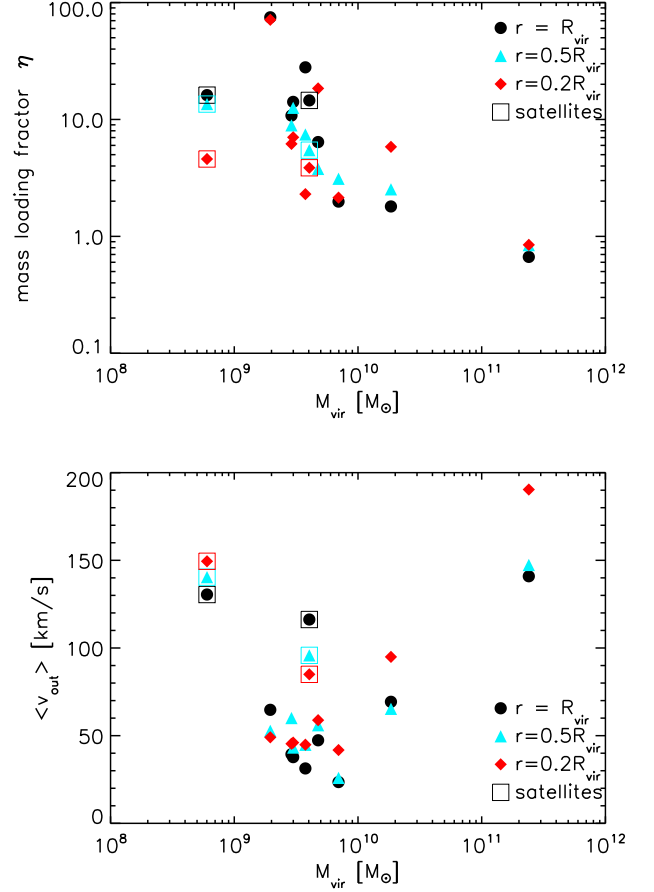 100.0
10.0
1.0
0.1
mass loading fractor η
r = R_vir
r=0.5R_vir
r=0.2R_vir
satellites
10^8 10^9 10^10 10^11 10^12
M_vir [M_⊙]
200
150
100
50
0
<v_out> [km/s]
r = R_vir
r=0.5R_vir
r=0.2R_vir
satellites
10^8 10^9 10^10 10^11 10^12
M_vir [M_⊙]